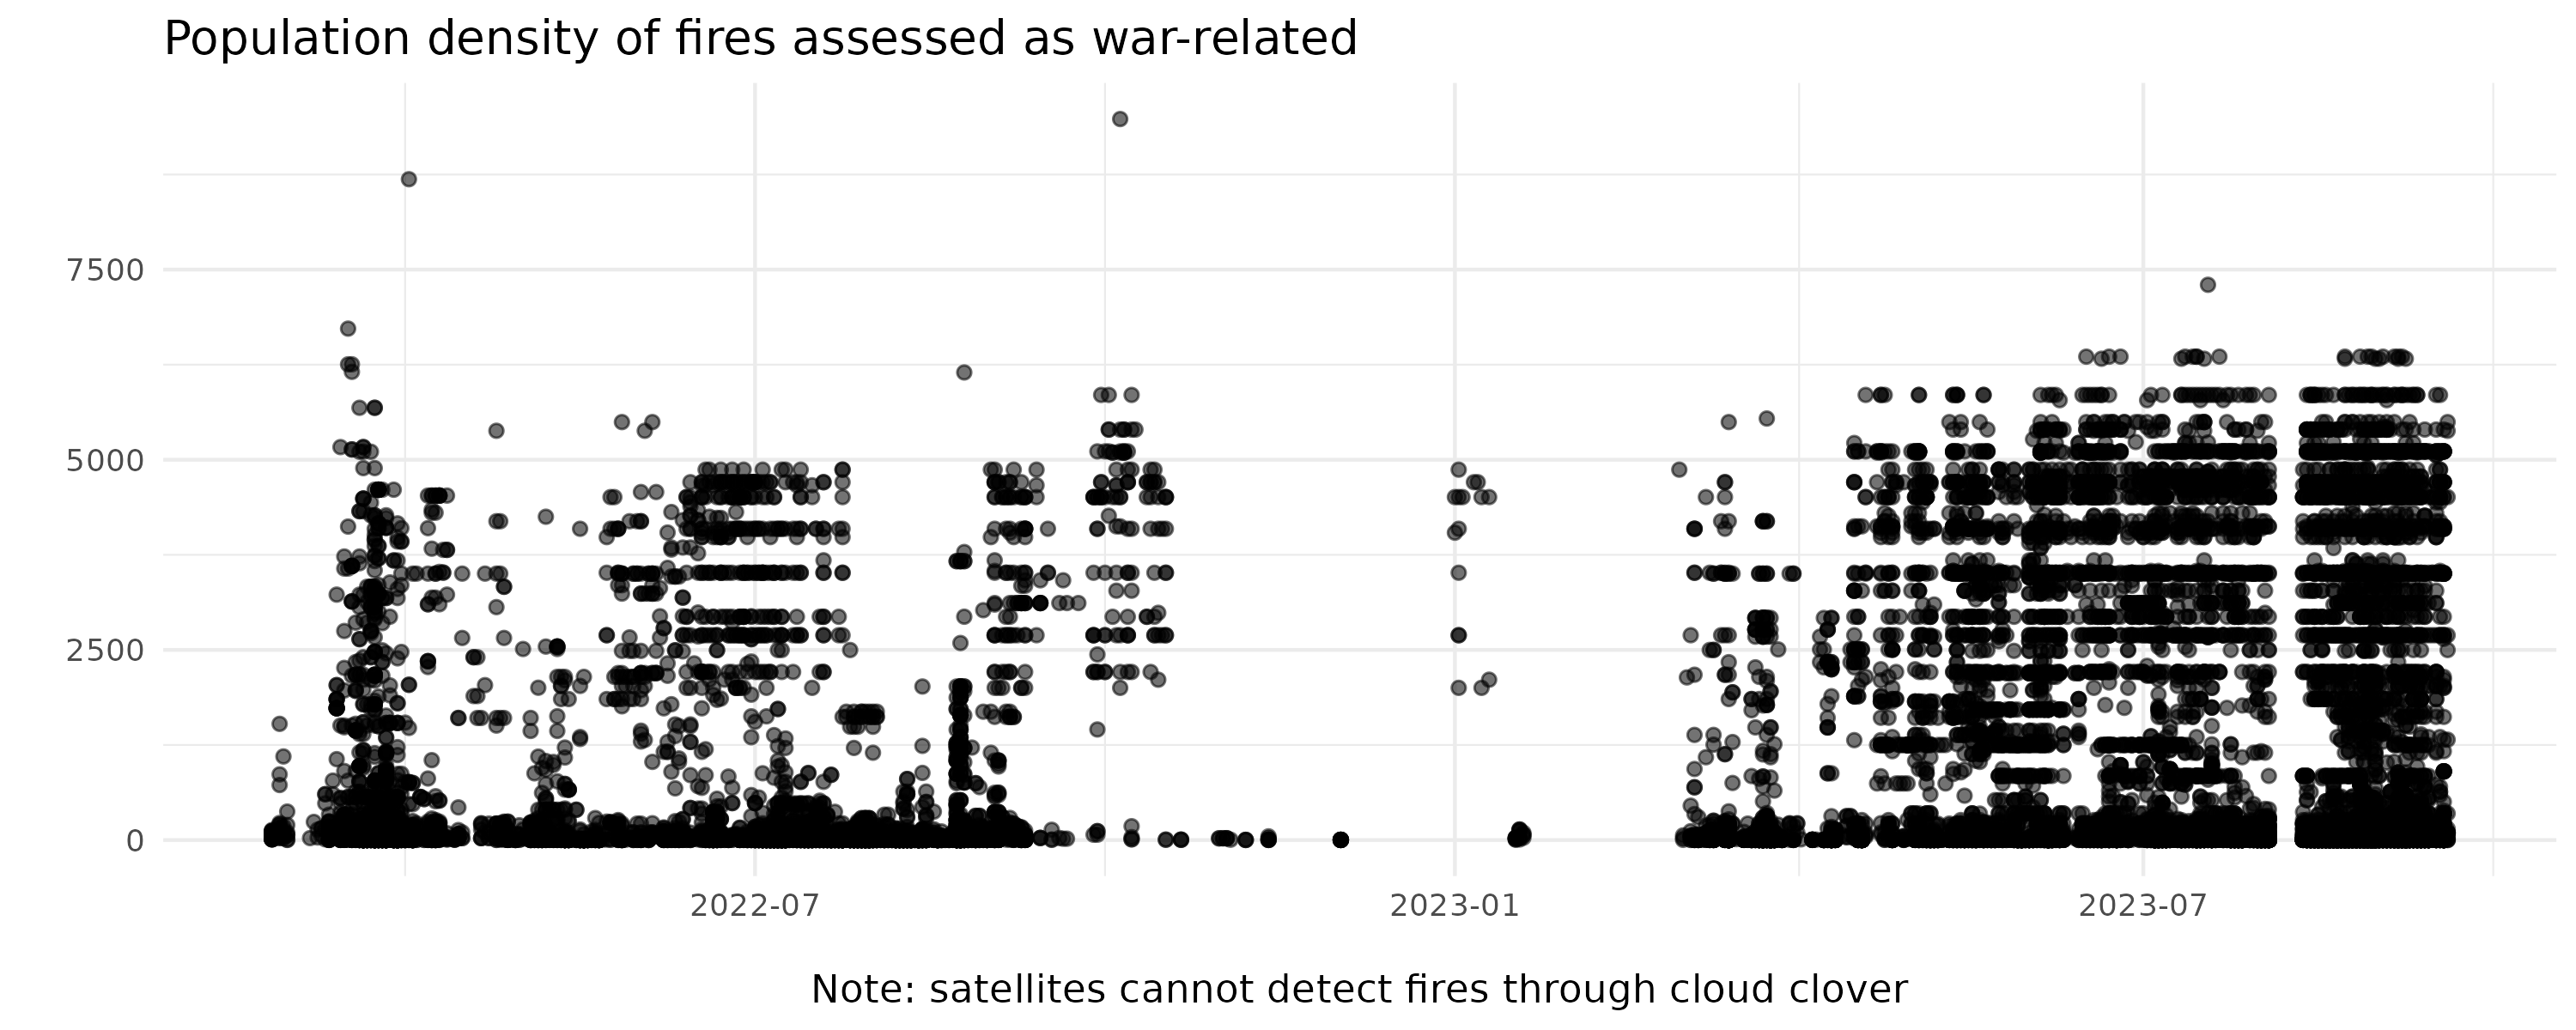 Population density of fires assessed as war-related
7500
5000
2500
0
2022-07 2023-01 2023-07
Note: satellites cannot detect fires through cloud clover